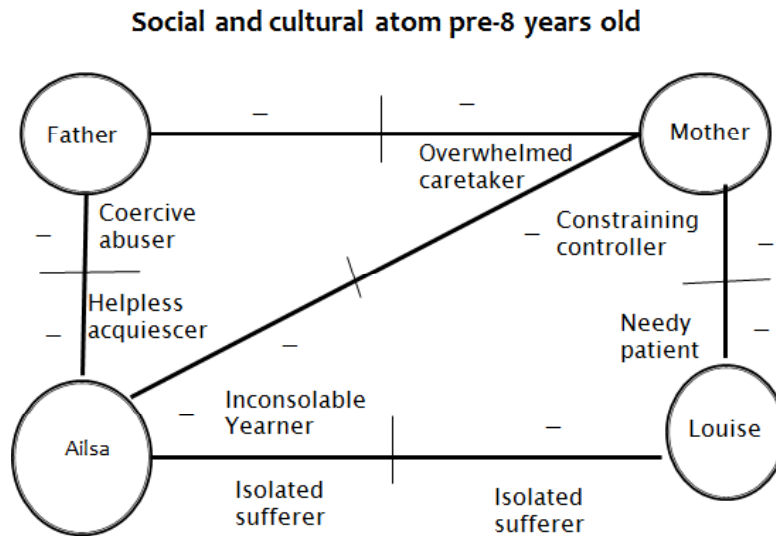 Social and cultural atom pre-8 years old
Father
–
–
Mother
Overwhelmed
caretaker
Coercive
abuser
–
–
Constraining
controller
–
Helpless
acquiescer
–
–
Needy
patient
–
–
Inconsolable
Yearner
–
Ailsa
Louise
Isolated
sufferer
Isolated
sufferer